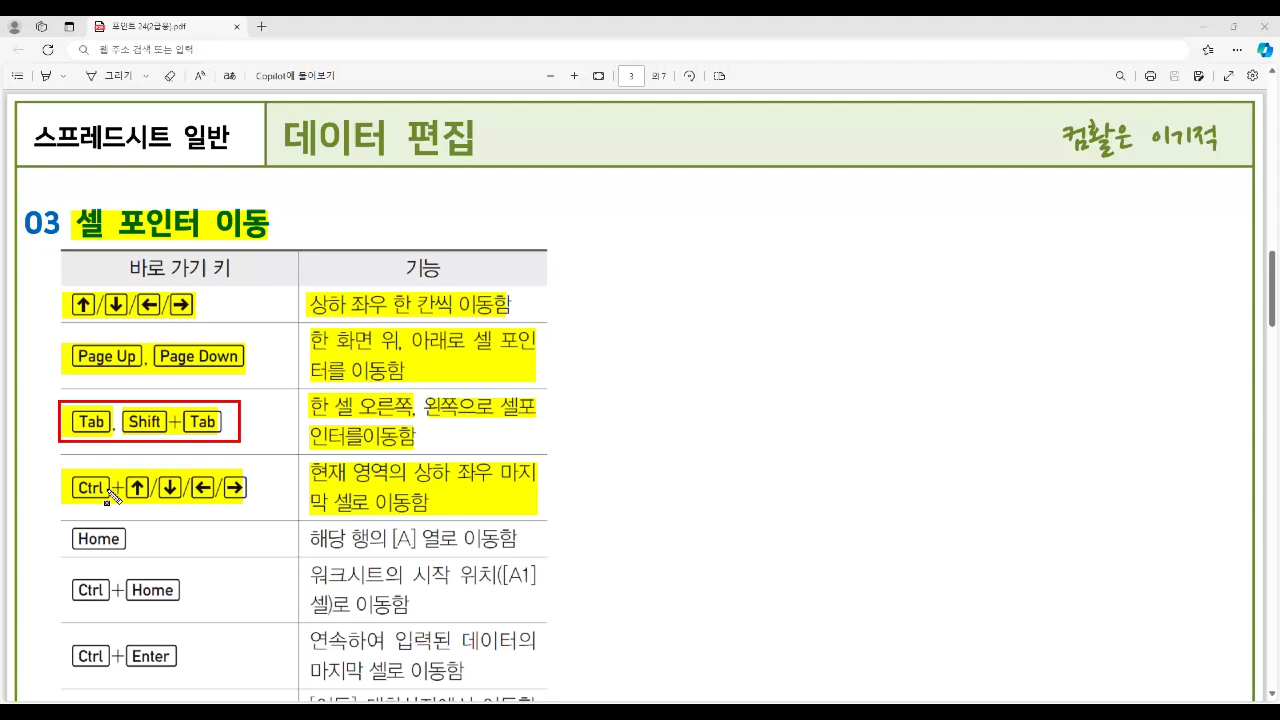 포인트 24(2급용).pdf
웹 주소 검색 또는 입력
그리기
Copilot에 물어보기
3
의 7
스프레드시트 일반
데이터 편집
컴활은 이기적
03 셀 포인터 이동
바로 가기 키
기능
↑/↓/←/→
상하 좌우 한 칸씩 이동함
Page Up, Page Down
한 화면 위, 아래로 셀 포인
터를 이동함
Tab, Shift+Tab
한 셀 오른쪽, 왼쪽으로 셀포
인터를이동함
Ctrl+↑/↓/←/→
현재 영역의 상하 좌우 마지
막 셀로 이동함
Home
해당 행의 [A] 열로 이동함
Ctrl+Home
워크시트의 시작 위치([A1]
셀)로 이동함
Ctrl+Enter
연속하여 입력된 데이터의
마지막 셀로 이동함